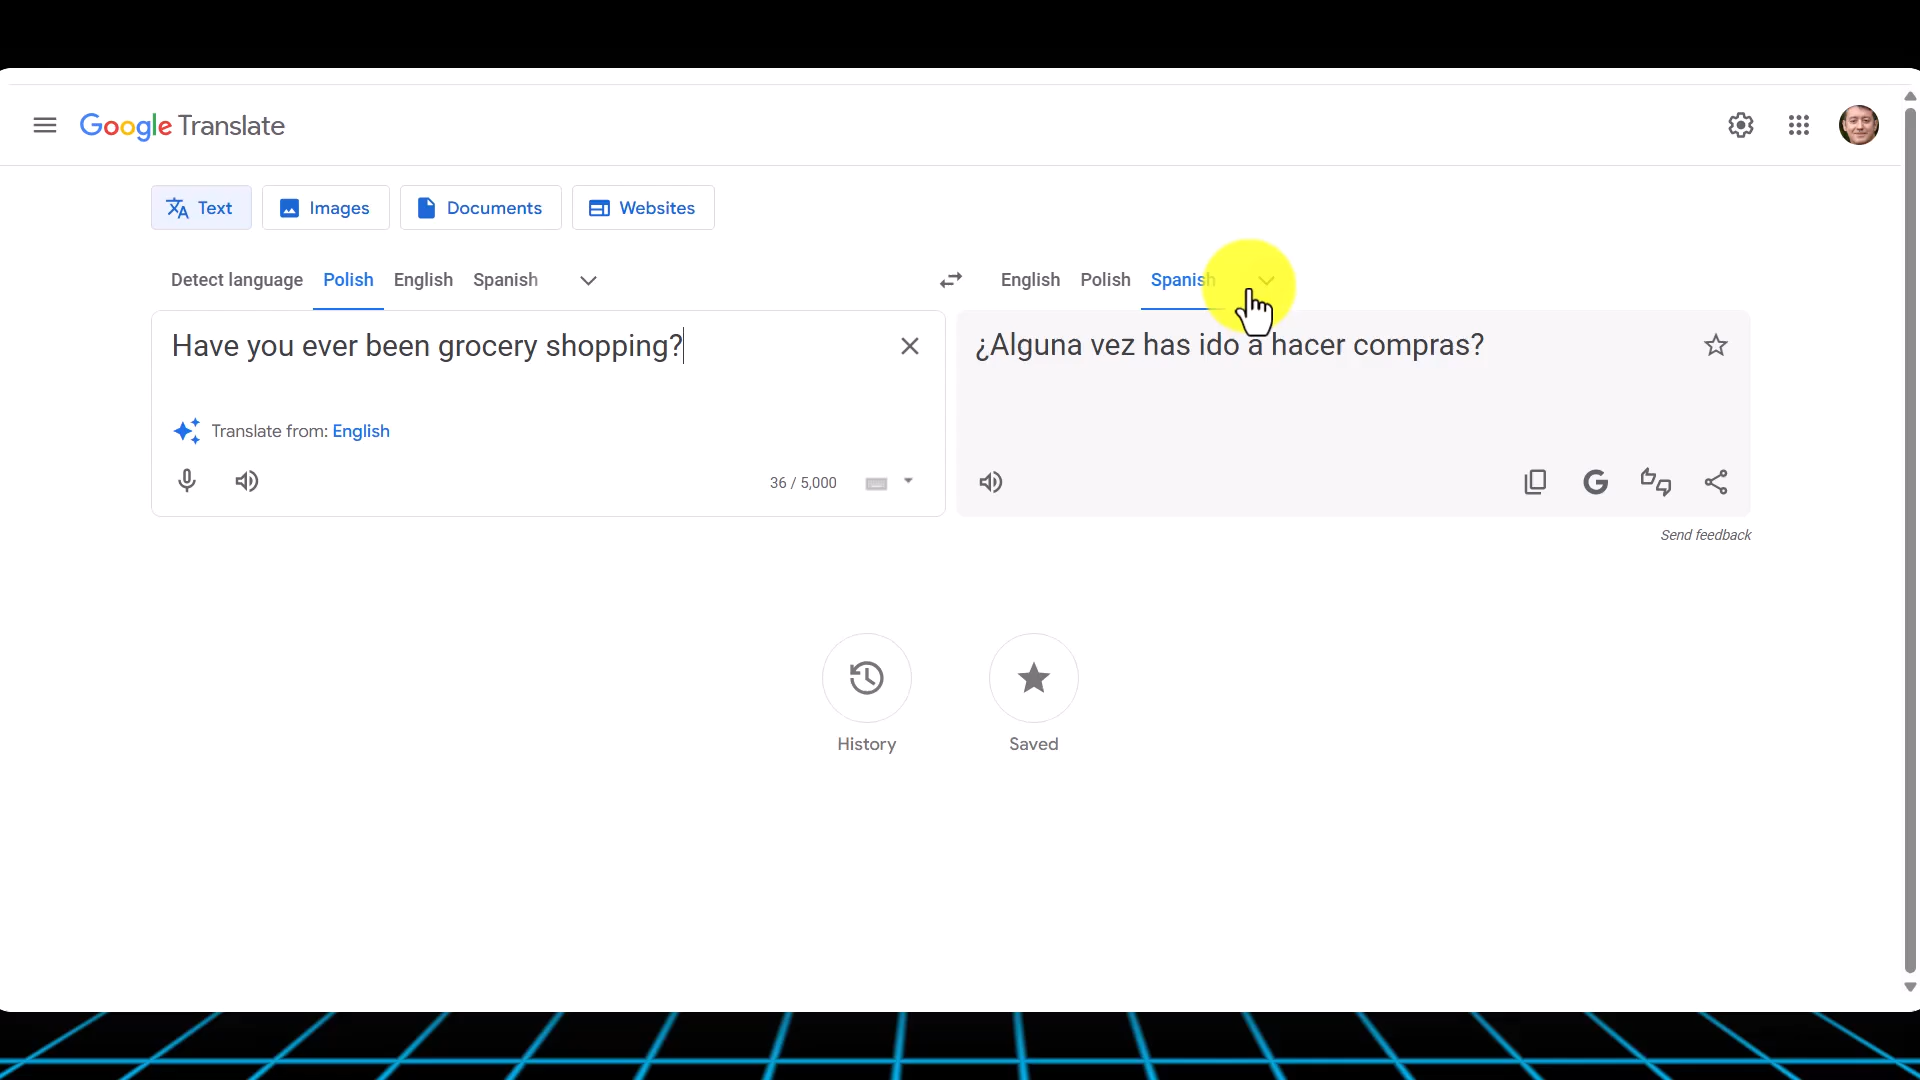 Google Translate
Text Images Documents Websites
Detect language Polish English Spanish
English Polish Spanish
Have you ever been grocery shopping?
¿Alguna vez has ido a hacer compras?
Translate from: English
36 / 5,000
Send feedback
History Saved